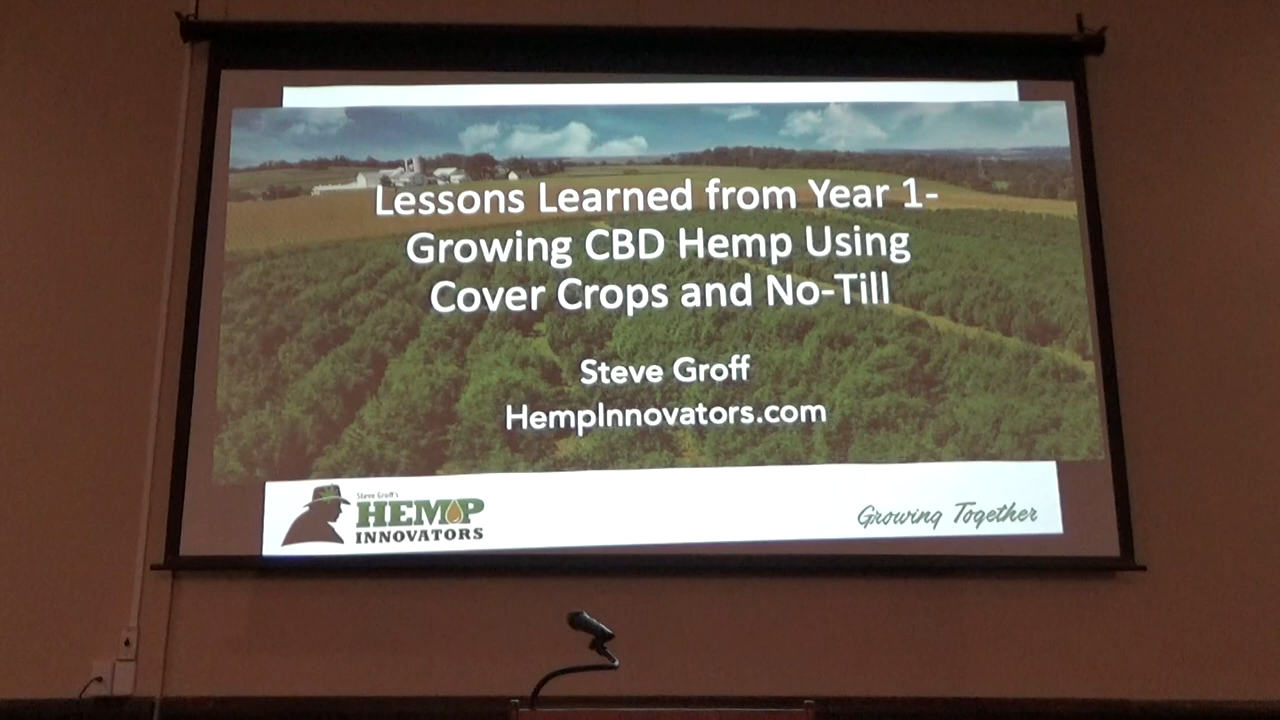 Lessons Learned from Year 1-
Growing CBD Hemp Using
Cover Crops and No-Till
Steve Groff
HempInnovators.com
Steve Groff's
HEMP
INNOVATORS
Growing Together